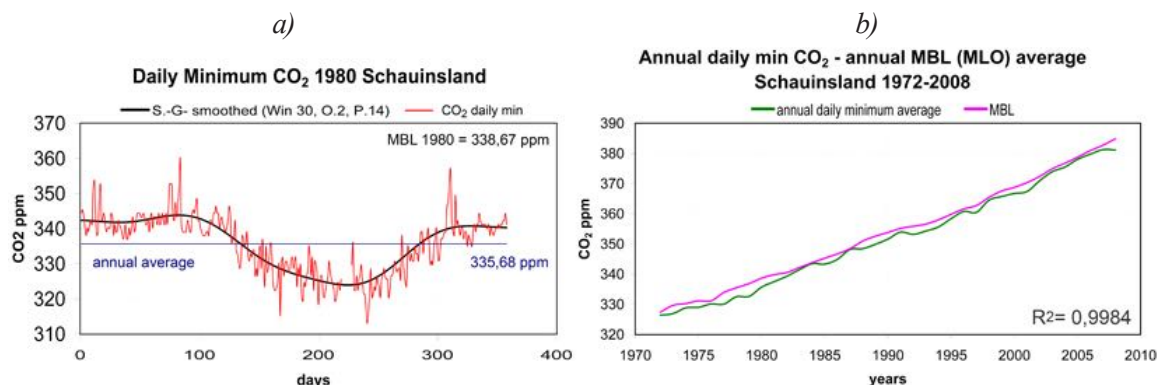 a)
Daily Minimum CO₂ 1980 Schauinsland
S.-G- smoothed (Win 30, O.2, P.14) CO₂ daily min
MBL 1980 = 338,67 ppm
CO2 ppm
370
360
350
340
330
320
310
annual average
335,68 ppm
0 100 200 300 400
days
b)
Annual daily min CO₂ - annual MBL (MLO) average
Schauinsland 1972-2008
annual daily minimum average MBL
CO₂ ppm
390
380
370
360
350
340
330
320
R2= 0,9984
1970 1975 1980 1985 1990 1995 2000 2005 2010
years